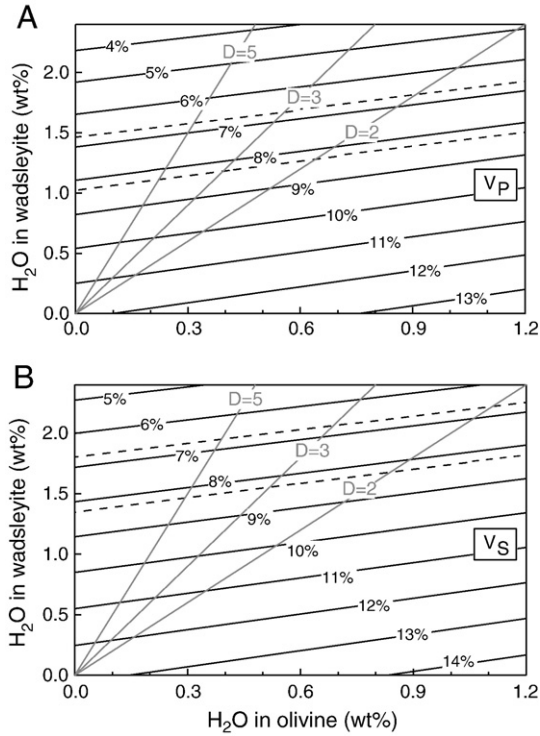 A
4%
D=5
2.0
5%
6%
D=3
1.5
7%
D=2
8%
1.0
9%
V_P
10%
0.5
11%
12%
0.0
13%
0.0 0.3 0.6 0.9 1.2
H₂O in wadsleyite (wt%)
B
5%
D=5
2.0
6%
7%
D=3
1.5
8%
D=2
9%
1.0
10%
V_S
11%
0.5
12%
13%
0.0
14%
0.0 0.3 0.6 0.9 1.2
H₂O in wadsleyite (wt%)
H₂O in olivine (wt%)